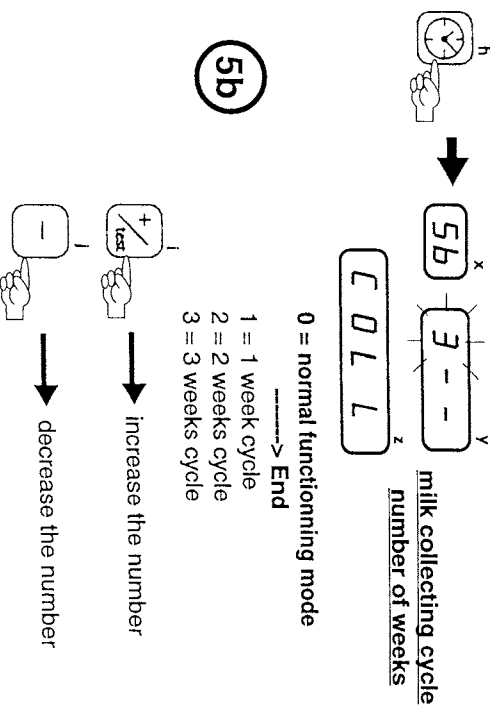 h
x
5b
y
3 - -
milk collecting cycle
number of weeks
z
C O L L
5b
0 = normal functionning mode
------> End
1 = 1 week cycle
2 = 2 weeks cycle
3 = 3 weeks cycle
i
+/test
increase the number
j
-
decrease the number